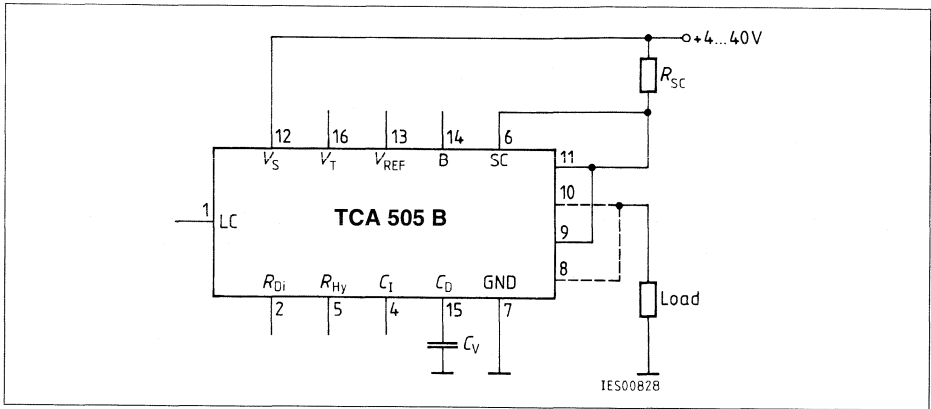 +4...40V
R_SC
12 16 13 14 6
V_S V_T V_REF B SC
11
10
1 LC
TCA 505 B
9
8
R_Di R_Hy C_I C_D GND
2 5 4 15 7
Load
C_V
IES00828